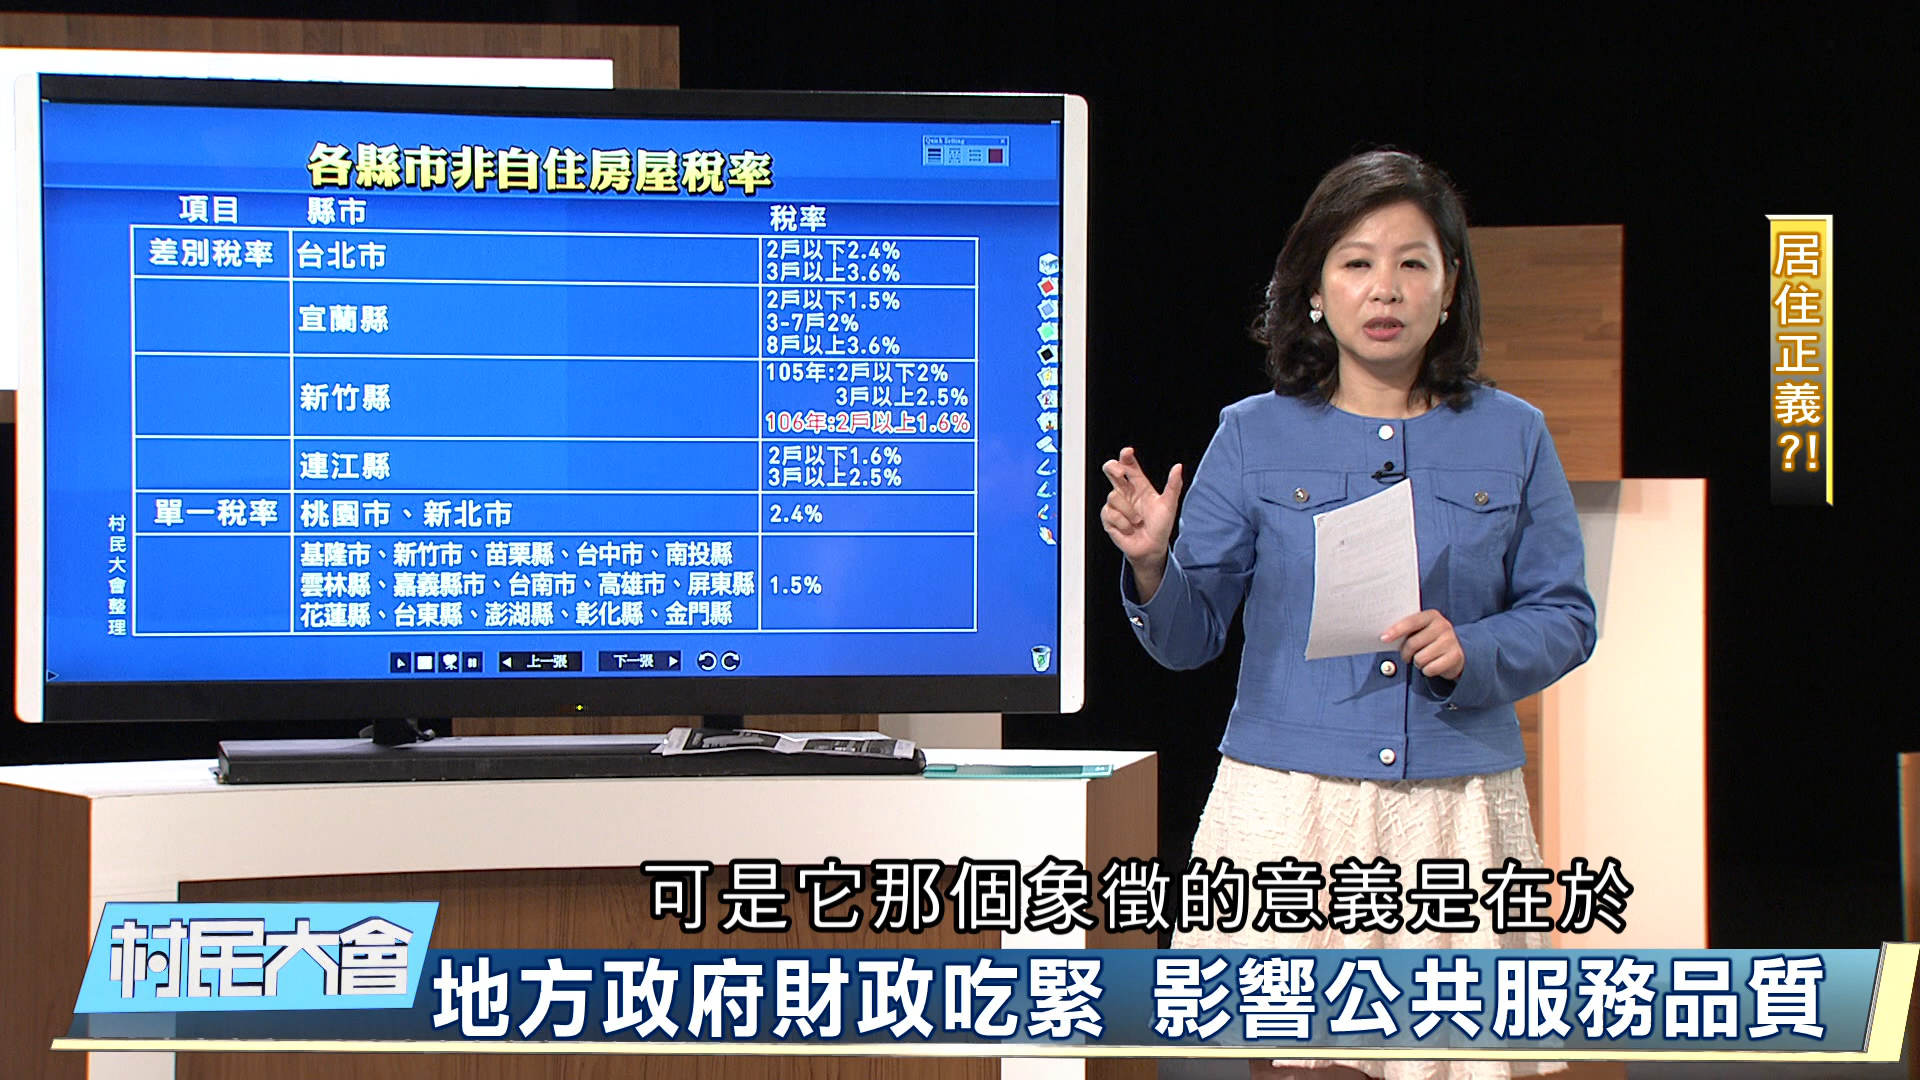 各縣市非自住房屋稅率
Quick Setting
項目 縣市 稅率
差別稅率 台北市 2戶以下2.4%
3戶以上3.6%
宜蘭縣 2戶以下1.5%
3-7戶2%
8戶以上3.6%
新竹縣 105年:2戶以下2%
3戶以上2.5%
106年:2戶以上1.6%
連江縣 2戶以下1.6%
3戶以上2.5%
單一稅率 桃園市、新北市 2.4%
基隆市、新竹市、苗栗縣、台中市、南投縣
雲林縣、嘉義縣市、台南市、高雄市、屏東縣 1.5%
花蓮縣、台東縣、澎湖縣、彰化縣、金門縣
村民大會整理
上一張 下一張
居住正義?!
可是它那個象徵的意義是在於
村民大會
地方政府財政吃緊 影響公共服務品質